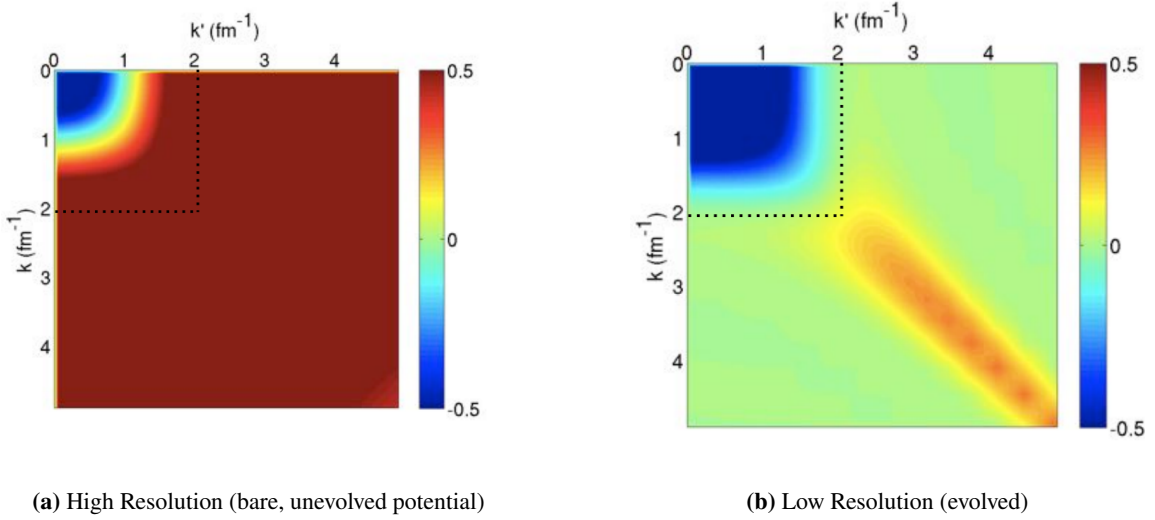 k' (fm⁻¹)
0 1 2 3 4
0
1
2
3
4
k (fm⁻¹)
0.5
0
-0.5
k' (fm⁻¹)
0 1 2 3 4
0
1
2
3
4
k (fm⁻¹)
0.5
0
-0.5
(a) High Resolution (bare, unevolved potential)
(b) Low Resolution (evolved)